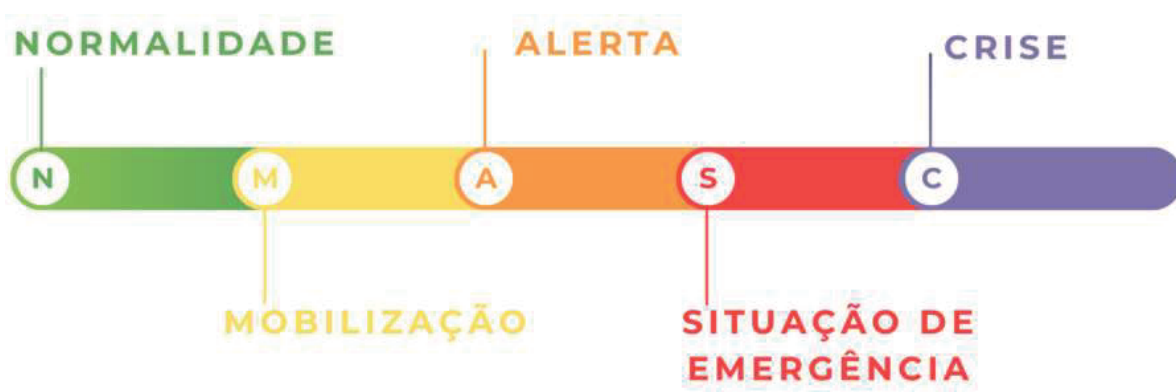 NORMALIDADE
ALERTA
CRISE
N
M
A
S
C
MOBILIZAÇÃO
SITUAÇÃO DE
EMERGÊNCIA